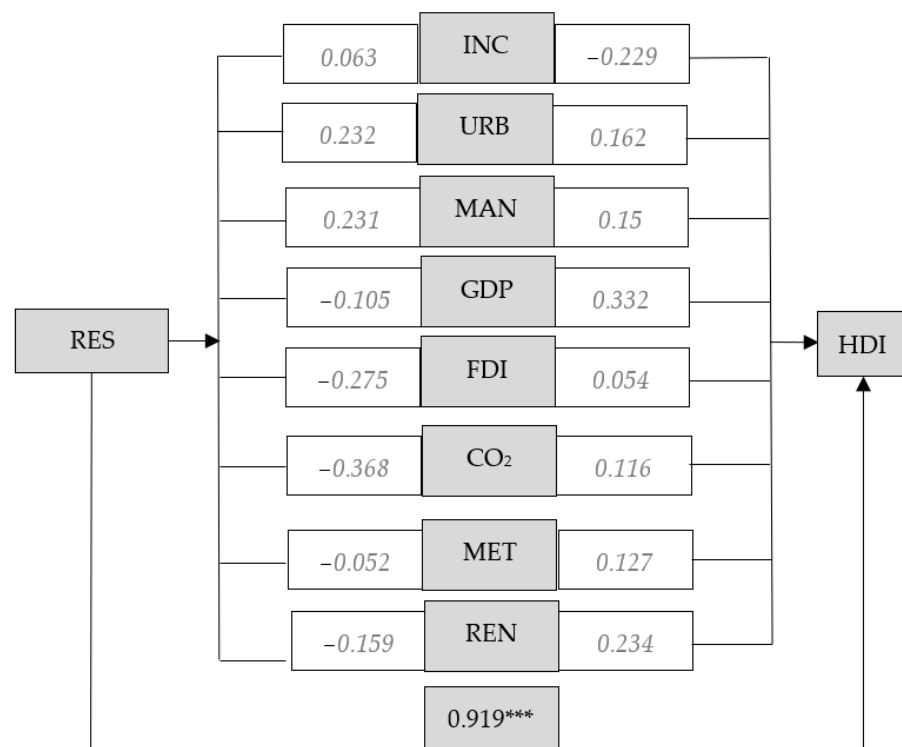 0.063 INC −0.229
0.232 URB 0.162
0.231 MAN 0.15
−0.105 GDP 0.332
RES
HDI
−0.275 FDI 0.054
−0.368 CO₂ 0.116
−0.052 MET 0.127
−0.159 REN 0.234
0.919***